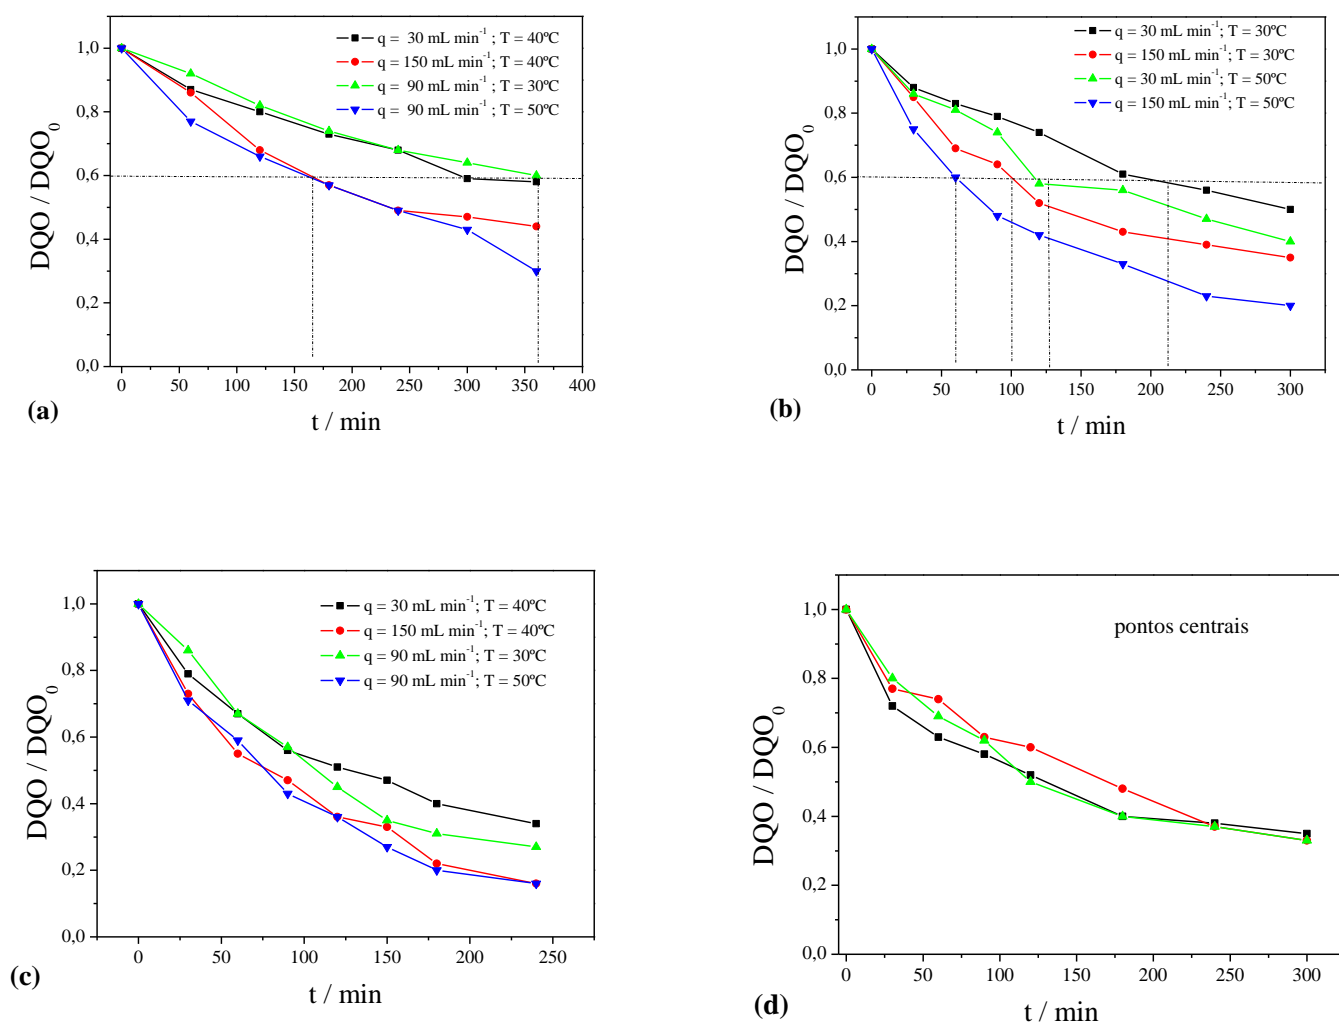 q = 30 mL min⁻¹ ; T = 40ºC
q = 150 mL min⁻¹ ; T = 40ºC
q = 90 mL min⁻¹ ; T = 30ºC
q = 90 mL min⁻¹ ; T = 50ºC
1,0
0,8
0,6
0,4
0,2
0,0
DQO / DQO₀
0 50 100 150 200 250 300 350 400
t / min
(a)
q = 30 mL min⁻¹; T = 30ºC
q = 150 mL min⁻¹; T = 30ºC
q = 30 mL min⁻¹; T = 50ºC
q = 150 mL min⁻¹; T = 50ºC
1,0
0,8
0,6
0,4
0,2
0,0
DQO / DQO₀
0 50 100 150 200 250 300
t / min
(b)
q = 30 mL min⁻¹; T = 40ºC
q = 150 mL min⁻¹; T = 40ºC
q = 90 mL min⁻¹; T = 30ºC
q = 90 mL min⁻¹; T = 50ºC
1,0
0,8
0,6
0,4
0,2
0,0
DQO / DQO₀
0 50 100 150 200 250
t / min
(c)
pontos centrais
1,0
0,8
0,6
0,4
0,2
0,0
DQO / DQO₀
0 50 100 150 200 250 300
t / min
(d)